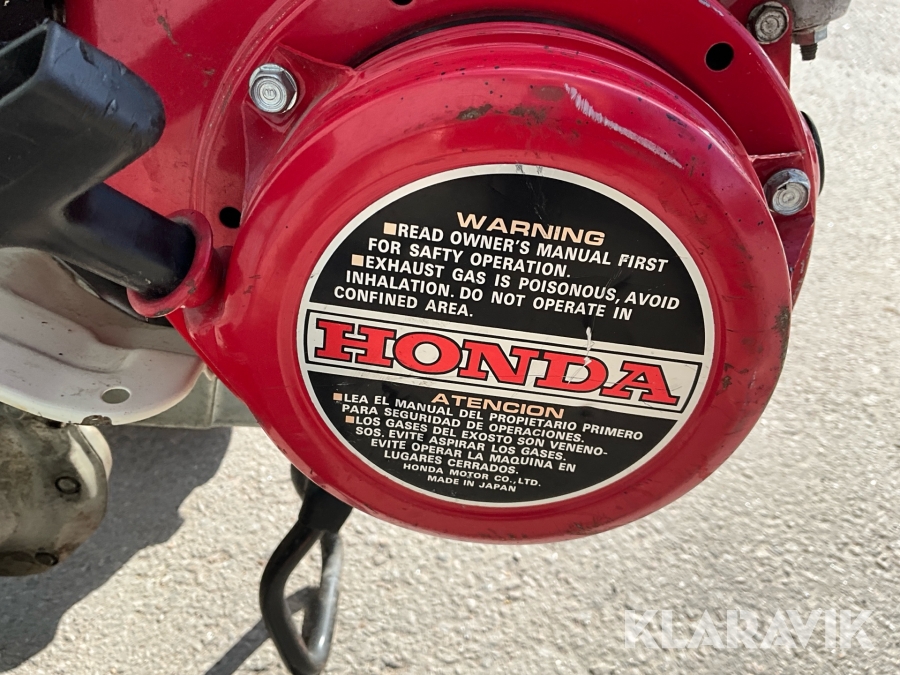 WARNING
■READ OWNER'S MANUAL FIRST
FOR SAFTY OPERATION.
■EXHAUST GAS IS POISONOUS, AVOID
INHALATION. DO NOT OPERATE IN
CONFINED AREA.
HONDA
ATENCION
■LEA EL MANUAL DEL PROPIETARIO PRIMERO
PARA SEGURIDAD DE OPERACIONES.
■LOS GASES DEL EXOSTO SON VENENO-
SOS. EVITE ASPIRAR LOS GASES.
EVITE OPERAR LA MAQUINA EN
LUGARES CERRADOS.
HONDA MOTOR CO., LTD.
MADE IN JAPAN
KLARAVIK